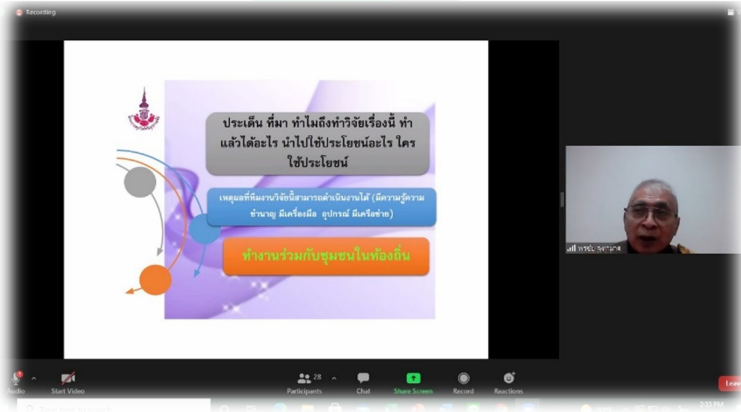 Recording
ประเด็น ที่มา ทำไมถึงทำวิจัยเรื่องนี้ ทำ
แล้วได้อะไร นำไปใช้ประโยชน์อะไร ใคร
ใช้ประโยชน์
เหตุผลที่ทีมงานวิจัยนี้สามารถดำเนินงานได้ (มีความรู้ความ
ชำนาญ มีเครื่องมือ อุปกรณ์ มีเครือข่าย)
ทำงานร่วมกับชุมชนในท้องถิ่น
Audio
Start Video
Participants
28
Chat
Share Screen
Record
Reactions
Leav
2:53 PM